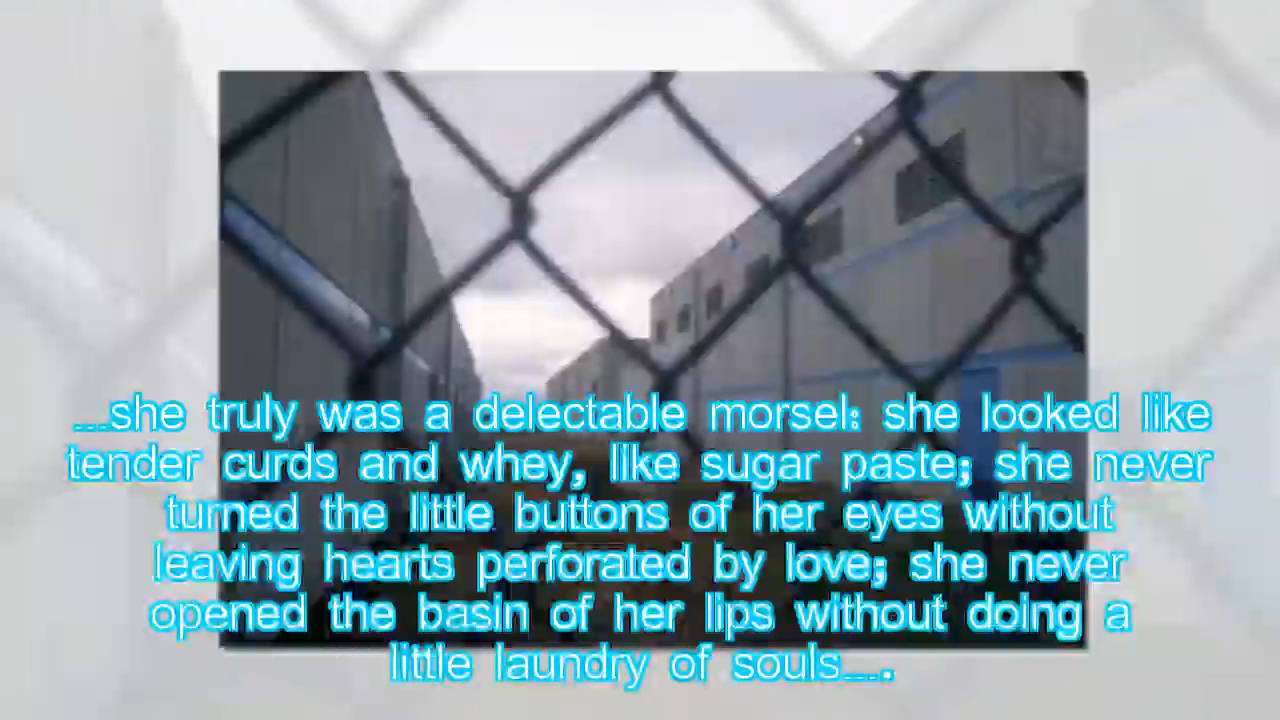 ...she truly was a delectable morsel: she looked like
tender curds and whey, like sugar paste; she never
turned the little buttons of her eyes without
leaving hearts perforated by love; she never
opened the basin of her lips without doing a
little laundry of souls....